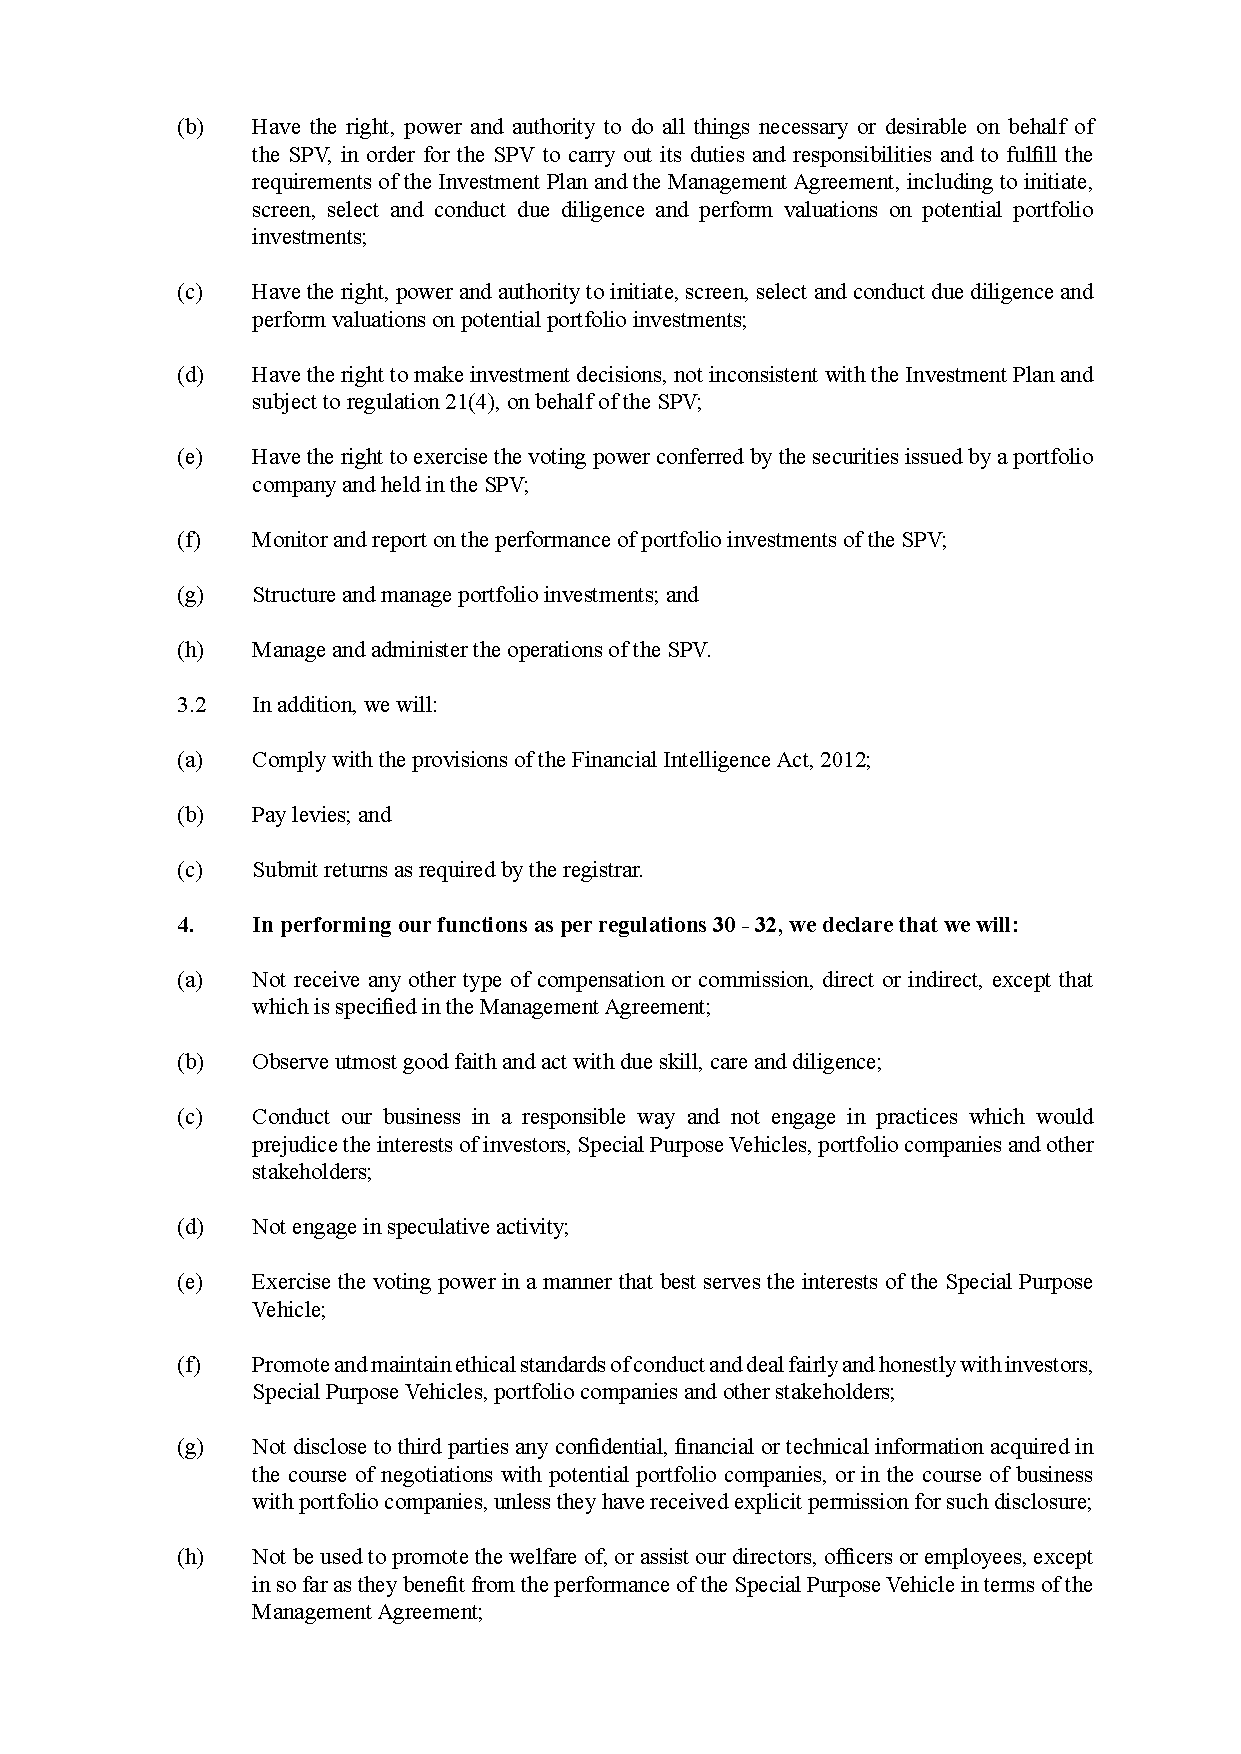 (b) Have the right, power and authority to do all things necessary or desirable on behalf of
the SPV, in order for the SPV to carry out its duties and responsibilities and to fulfill the
requirements of the Investment Plan and the Management Agreement, including to initiate,
screen, select and conduct due diligence and perform valuations on potential portfolio
investments;
(c) Have the right, power and authority to initiate, screen, select and conduct due diligence and
perform valuations on potential portfolio investments;
(d) Have the right to make investment decisions, not inconsistent with the Investment Plan and
subject to regulation 21(4), on behalf of the SPV;
(e) Have the right to exercise the voting power conferred by the securities issued by a portfolio
company and held in the SPV;
(f) Monitor and report on the performance of portfolio investments of the SPV;
(g) Structure and manage portfolio investments; and
(h) Manage and administer the operations of the SPV.
3.2 In addition, we will:
(a) Comply with the provisions of the Financial Intelligence Act, 2012;
(b) Pay levies; and
(c) Submit returns as required by the registrar.
4. In performing our functions as per regulations 30 - 32, we declare that we will:
(a) Not receive any other type of compensation or commission, direct or indirect, except that
which is specified in the Management Agreement;
(b) Observe utmost good faith and act with due skill, care and diligence;
(c) Conduct our business in a responsible way and not engage in practices which would
prejudice the interests of investors, Special Purpose Vehicles, portfolio companies and other
stakeholders;
(d) Not engage in speculative activity;
(e) Exercise the voting power in a manner that best serves the interests of the Special Purpose
Vehicle;
(f) Promote and maintain ethical standards of conduct and deal fairly and honestly with investors,
Special Purpose Vehicles, portfolio companies and other stakeholders;
(g) Not disclose to third parties any confidential, financial or technical information acquired in
the course of negotiations with potential portfolio companies, or in the course of business
with portfolio companies, unless they have received explicit permission for such disclosure;
(h) Not be used to promote the welfare of, or assist our directors, officers or employees, except
in so far as they benefit from the performance of the Special Purpose Vehicle in terms of the
Management Agreement;